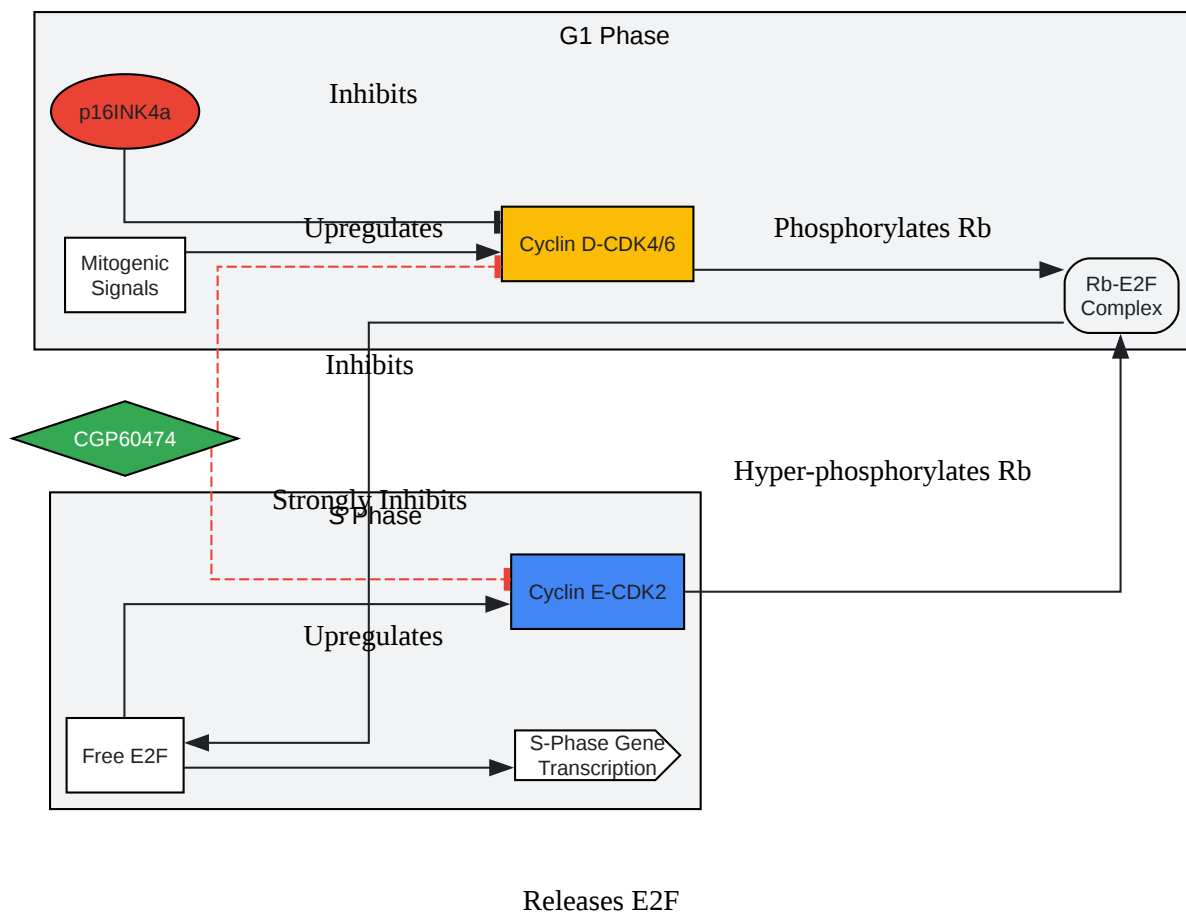 G1 Phase
Inhibits
p16INK4a
Upregulates
Phosphorylates Rb
Cyclin D-CDK4/6
Mitogenic
Signals
Rb-E2F
Complex
Inhibits
CGP60474
Hyper-phosphorylates Rb
Strongly Inhibits
S Phase
Cyclin E-CDK2
Upregulates
Free E2F
S-Phase Gene
Transcription
Releases E2F